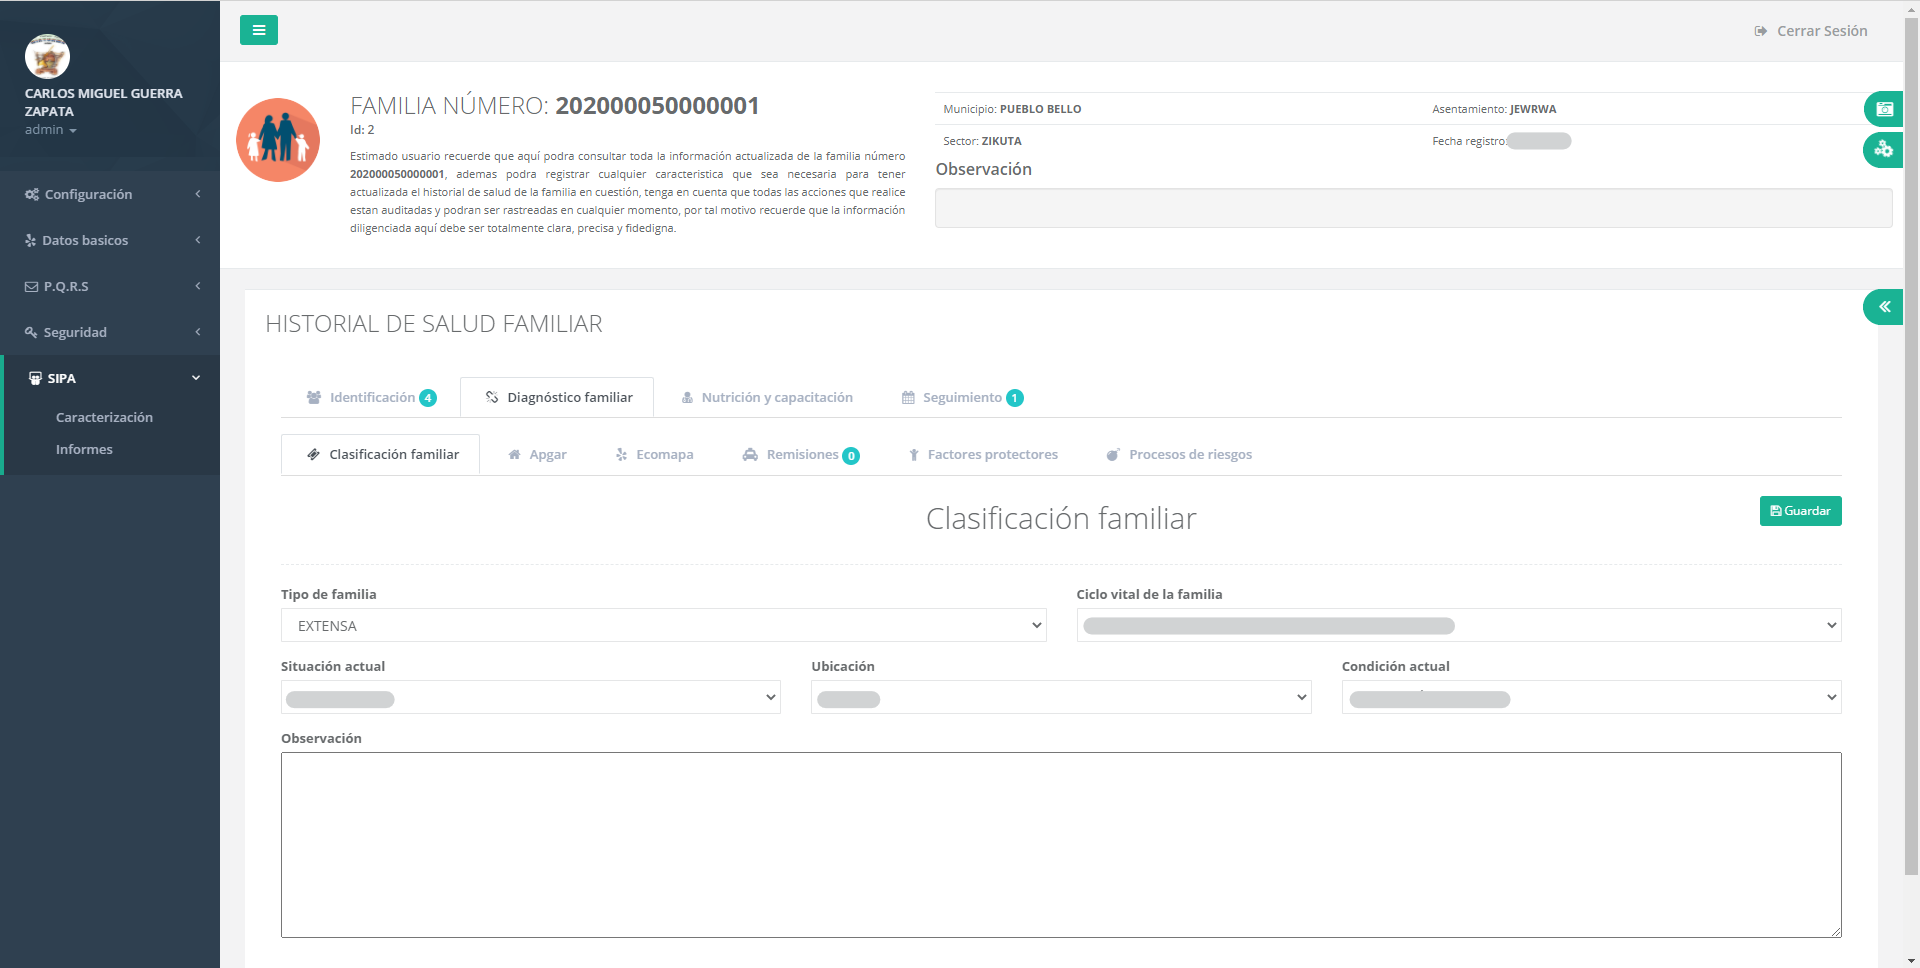 CARLOS MIGUEL GUERRA
ZAPATA
admin
Configuración
Datos basicos
P.Q.R.S
Seguridad
SIPA
Caracterización
Informes
Cerrar Sesión
FAMILIA NÚMERO: 202000050000001
Id: 2
Estimado usuario recuerde que aquí podra consultar toda la información actualizada de la familia número
202000050000001, ademas podra registrar cualquier caracteristica que sea necesaria para tener
actualizada el historial de salud de la familia en cuestión, tenga en cuenta que todas las acciones que realice
estan auditadas y podran ser rastreadas en cualquier momento, por tal motivo recuerde que la información
diligenciada aquí debe ser totalmente clara, precisa y fidedigna.
Municipio: PUEBLO BELLO
Asentamiento: JEWRWA
Sector: ZIKUTA
Fecha registro:
Observación
HISTORIAL DE SALUD FAMILIAR
Identificación 4
Diagnóstico familiar
Nutrición y capacitación
Seguimiento 1
Clasificación familiar
Apgar
Ecomapa
Remisiones 0
Factores protectores
Procesos de riesgos
Clasificación familiar
Guardar
Tipo de familia
EXTENSA
Ciclo vital de la familia
Situación actual
Ubicación
Condición actual
Observación